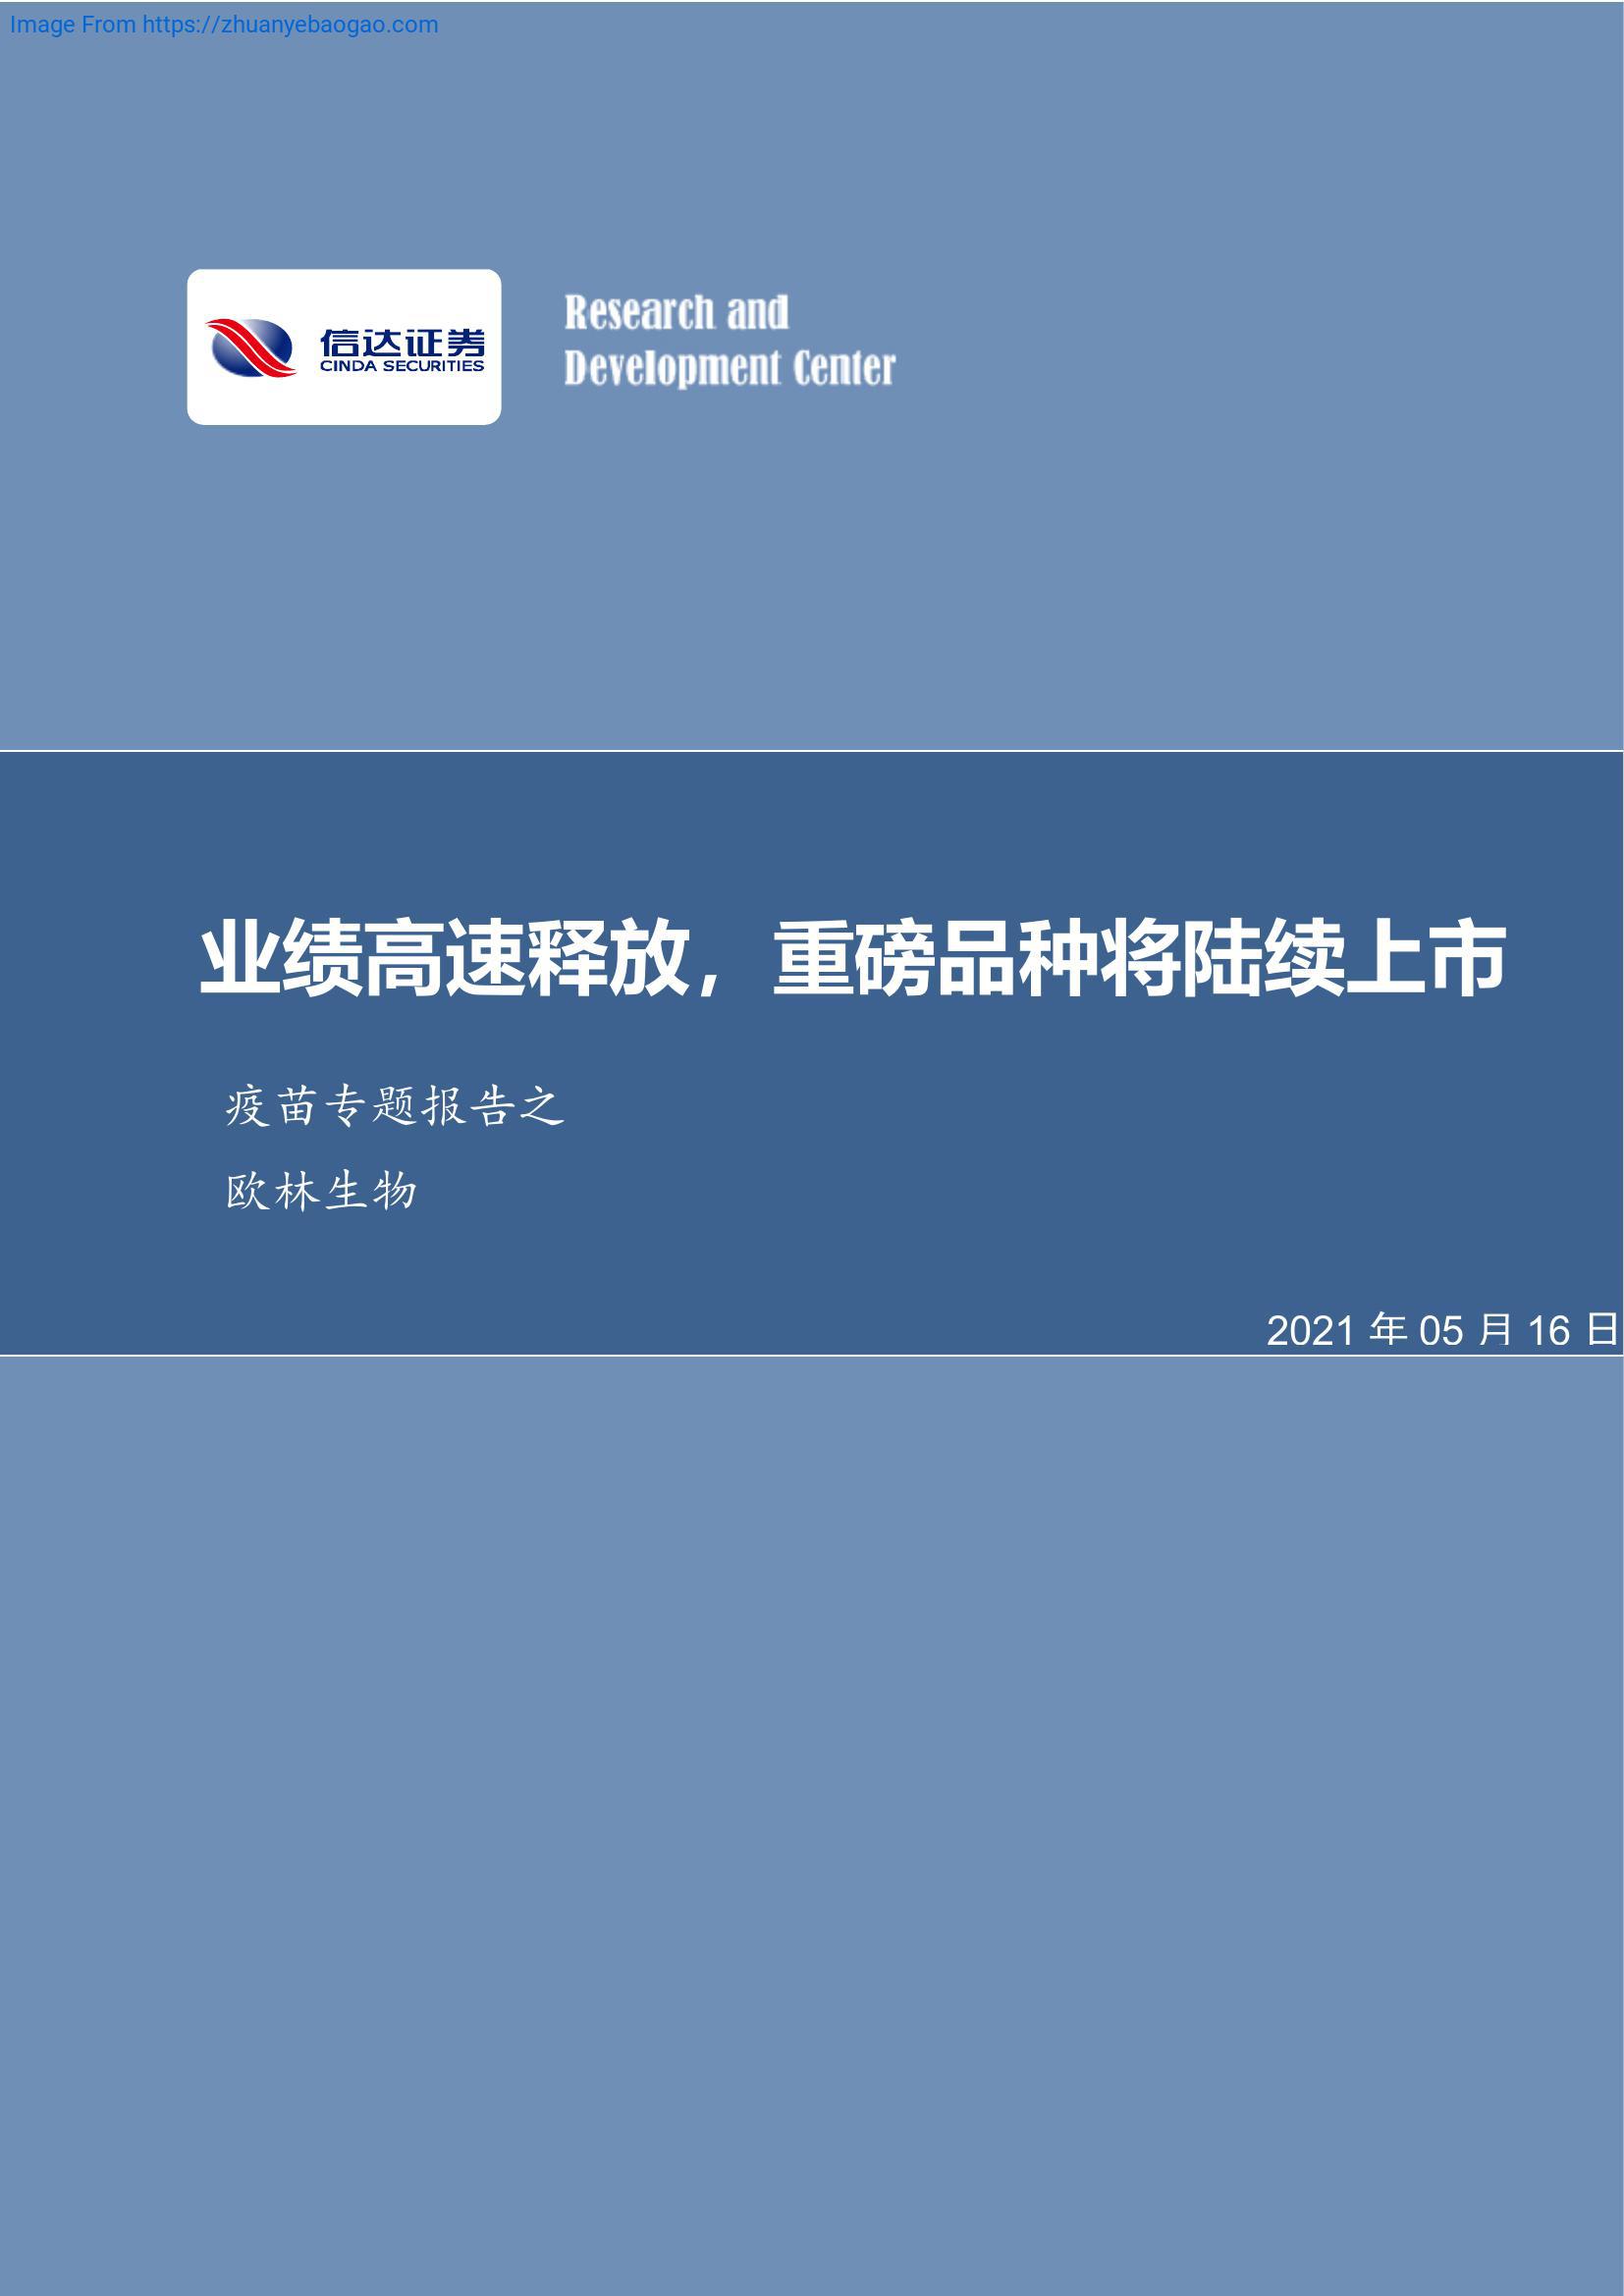 Image From https://zhuanyebaogao.com
信达证券
CINDA SECURITIES
Research and
Development Center
业绩高速释放，重磅品种将陆续上市
疫苗专题报告之
欧林生物
2021 年 05 月 16 日